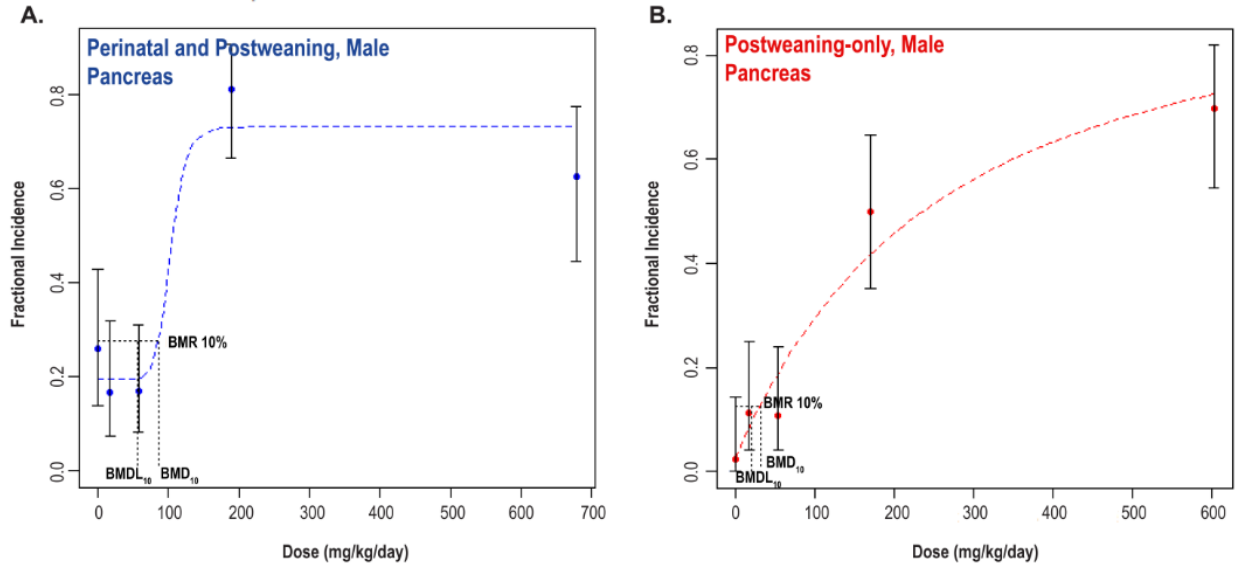 A.
Perinatal and Postweaning, Male
Pancreas
Fractional Incidence
0.8
0.6
0.4
0.2
0.0
BMR 10%
BMDL10 BMD10
0 100 200 300 400 500 600 700
Dose (mg/kg/day)
B.
Postweaning-only, Male
Pancreas
Fractional Incidence
0.8
0.6
0.4
0.2
0.0
BMR 10%
BMD10
BMDL10
0 100 200 300 400 500 600
Dose (mg/kg/day)